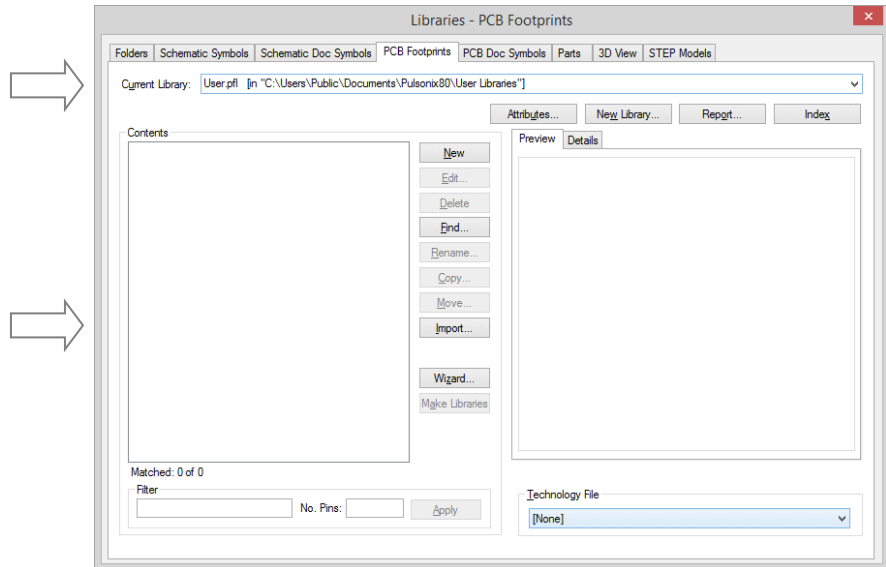 Libraries - PCB Footprints
Folders Schematic Symbols Schematic Doc Symbols PCB Footprints PCB Doc Symbols Parts 3D View STEP Models
Current Library: User.pfl [in "C:\Users\Public\Documents\Pulsonix80\User Libraries"]
Attributes... New Library... Report... Index
Contents
Preview Details
New
Edit...
Delete
Find...
Rename...
Copy...
Move...
Import...
Wizard...
Make Libraries
Matched: 0 of 0
Filter
No. Pins: Apply
Technology File
[None]